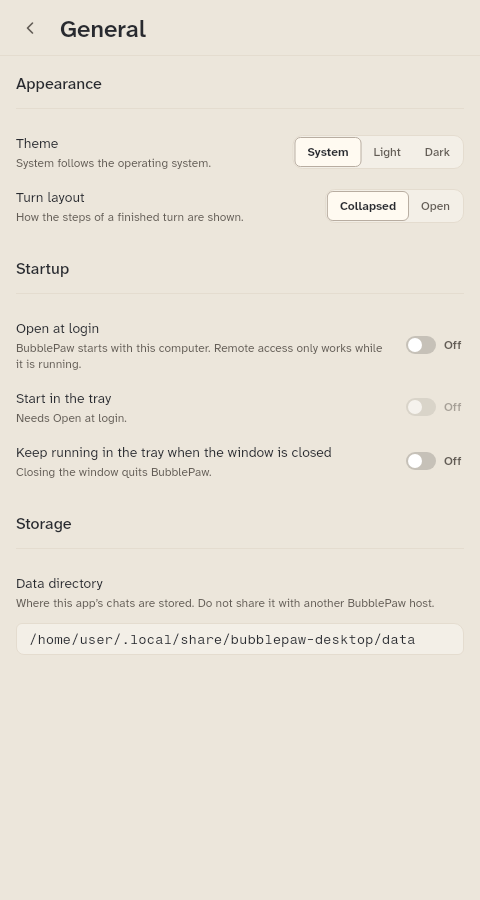 General
Appearance
Theme
System follows the operating system.
System Light Dark
Turn layout
How the steps of a finished turn are shown.
Collapsed Open
Startup
Open at login
BubblePaw starts with this computer. Remote access only works while
it is running.
Off
Start in the tray
Needs Open at login.
Off
Keep running in the tray when the window is closed
Closing the window quits BubblePaw.
Off
Storage
Data directory
Where this app's chats are stored. Do not share it with another BubblePaw host.
/home/user/.local/share/bubblepaw-desktop/data